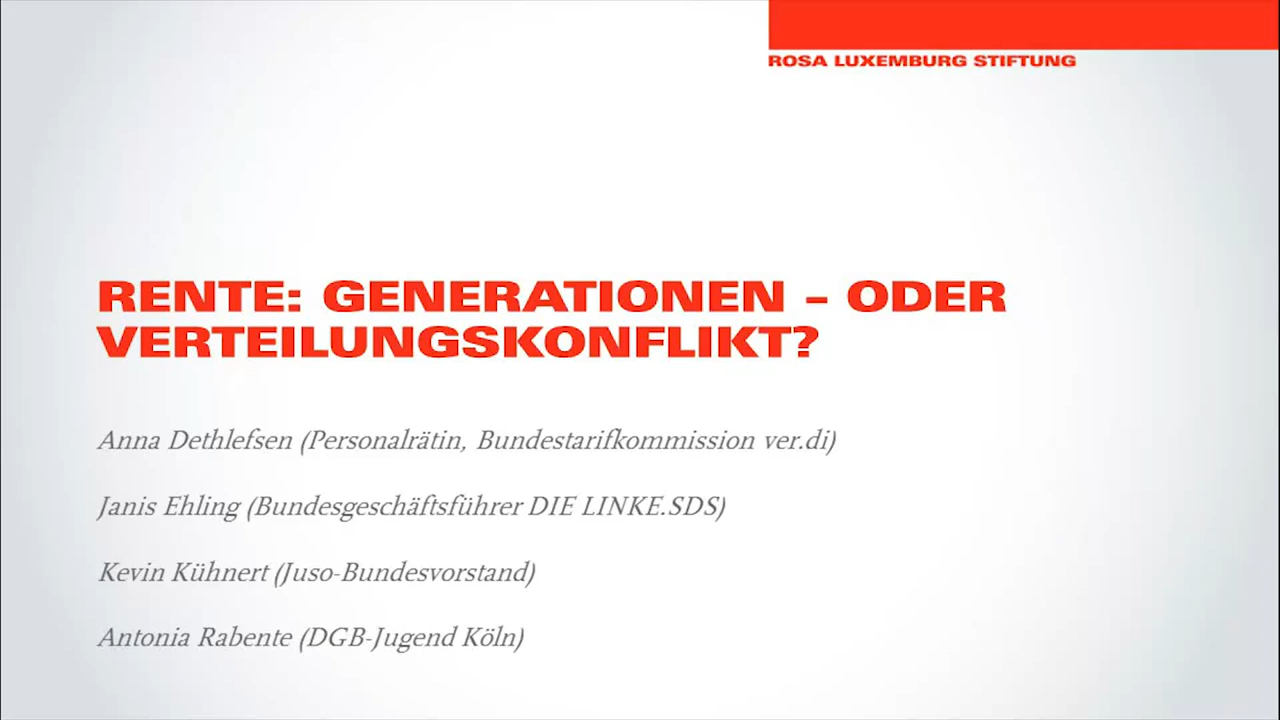 ROSA LUXEMBURG STIFTUNG
RENTE: GENERATIONEN – ODER
VERTEILUNGSKONFLIKT?
Anna Dethlefsen (Personalrätin, Bundestarifkommission ver.di)
Janis Ehling (Bundesgeschäftsführer DIE LINKE.SDS)
Kevin Kühnert (Juso-Bundesvorstand)
Antonia Rabente (DGB-Jugend Köln)